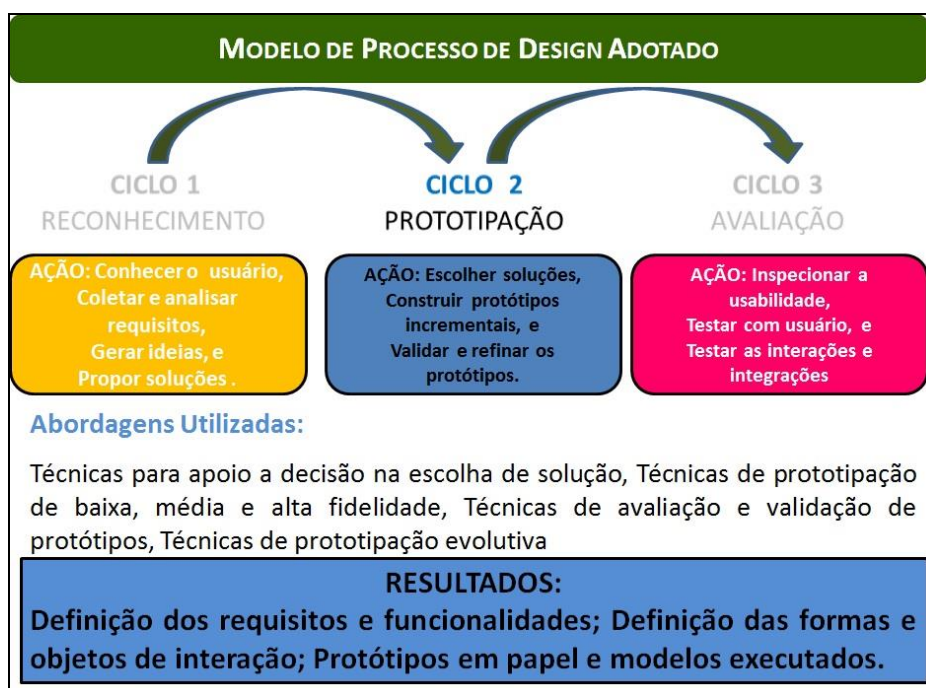 MODELO DE PROCESSO DE DESIGN ADOTADO
CICLO 1
RECONHECIMENTO
AÇÃO: Conhecer o usuário,
Coletar e analisar
requisitos,
Gerar ideias, e
Propor soluções .
CICLO 2
PROTOTIPAÇÃO
AÇÃO: Escolher soluções,
Construir protótipos
incrementais, e
Validar e refinar os
protótipos.
CICLO 3
AVALIAÇÃO
AÇÃO: Inspecionar a
usabilidade,
Testar com usuário, e
Testar as interações e
integrações
Abordagens Utilizadas:
Técnicas para apoio a decisão na escolha de solução, Técnicas de prototipação
de baixa, média e alta fidelidade, Técnicas de avaliação e validação de
protótipos, Técnicas de prototipação evolutiva
RESULTADOS:
Definição dos requisitos e funcionalidades; Definição das formas e
objetos de interação; Protótipos em papel e modelos executados.